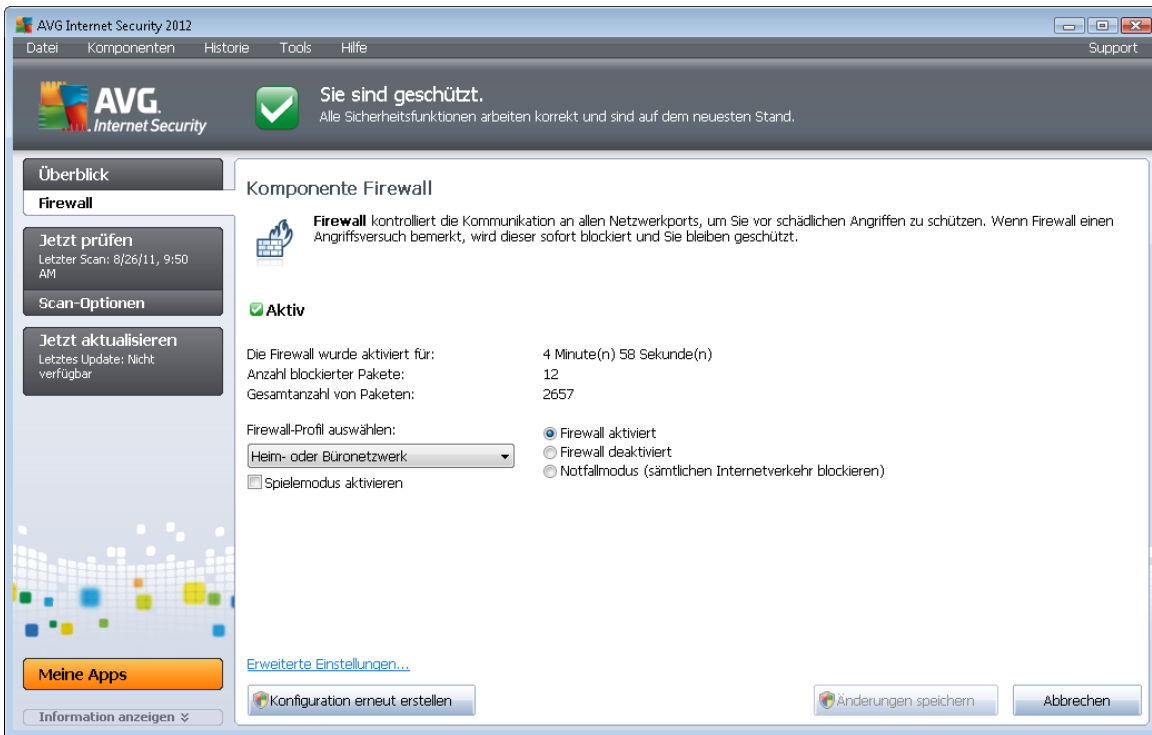 AVG Internet Security 2012
Datei Komponenten Historie Tools Hilfe Support
AVG.
Internet Security
Sie sind geschützt.
Alle Sicherheitsfunktionen arbeiten korrekt und sind auf dem neuesten Stand.
Überblick
Firewall
Jetzt prüfen
Letzter Scan: 8/26/11, 9:50
AM
Scan-Optionen
Jetzt aktualisieren
Letztes Update: Nicht
verfügbar
Meine Apps
Information anzeigen
Komponente Firewall
Firewall kontrolliert die Kommunikation an allen Netzwerkports, um Sie vor schädlichen Angriffen zu schützen. Wenn Firewall einen
Angriffsversuch bemerkt, wird dieser sofort blockiert und Sie bleiben geschützt.
Aktiv
Die Firewall wurde aktiviert für: 4 Minute(n) 58 Sekunde(n)
Anzahl blockierter Pakete: 12
Gesamtanzahl von Paketen: 2657
Firewall-Profil auswählen:
Heim- oder Büronetzwerk
Spielemodus aktivieren
Firewall aktiviert
Firewall deaktiviert
Notfallmodus (sämtlichen Internetverkehr blockieren)
Erweiterte Einstellungen...
Konfiguration erneut erstellen
Änderungen speichern
Abbrechen